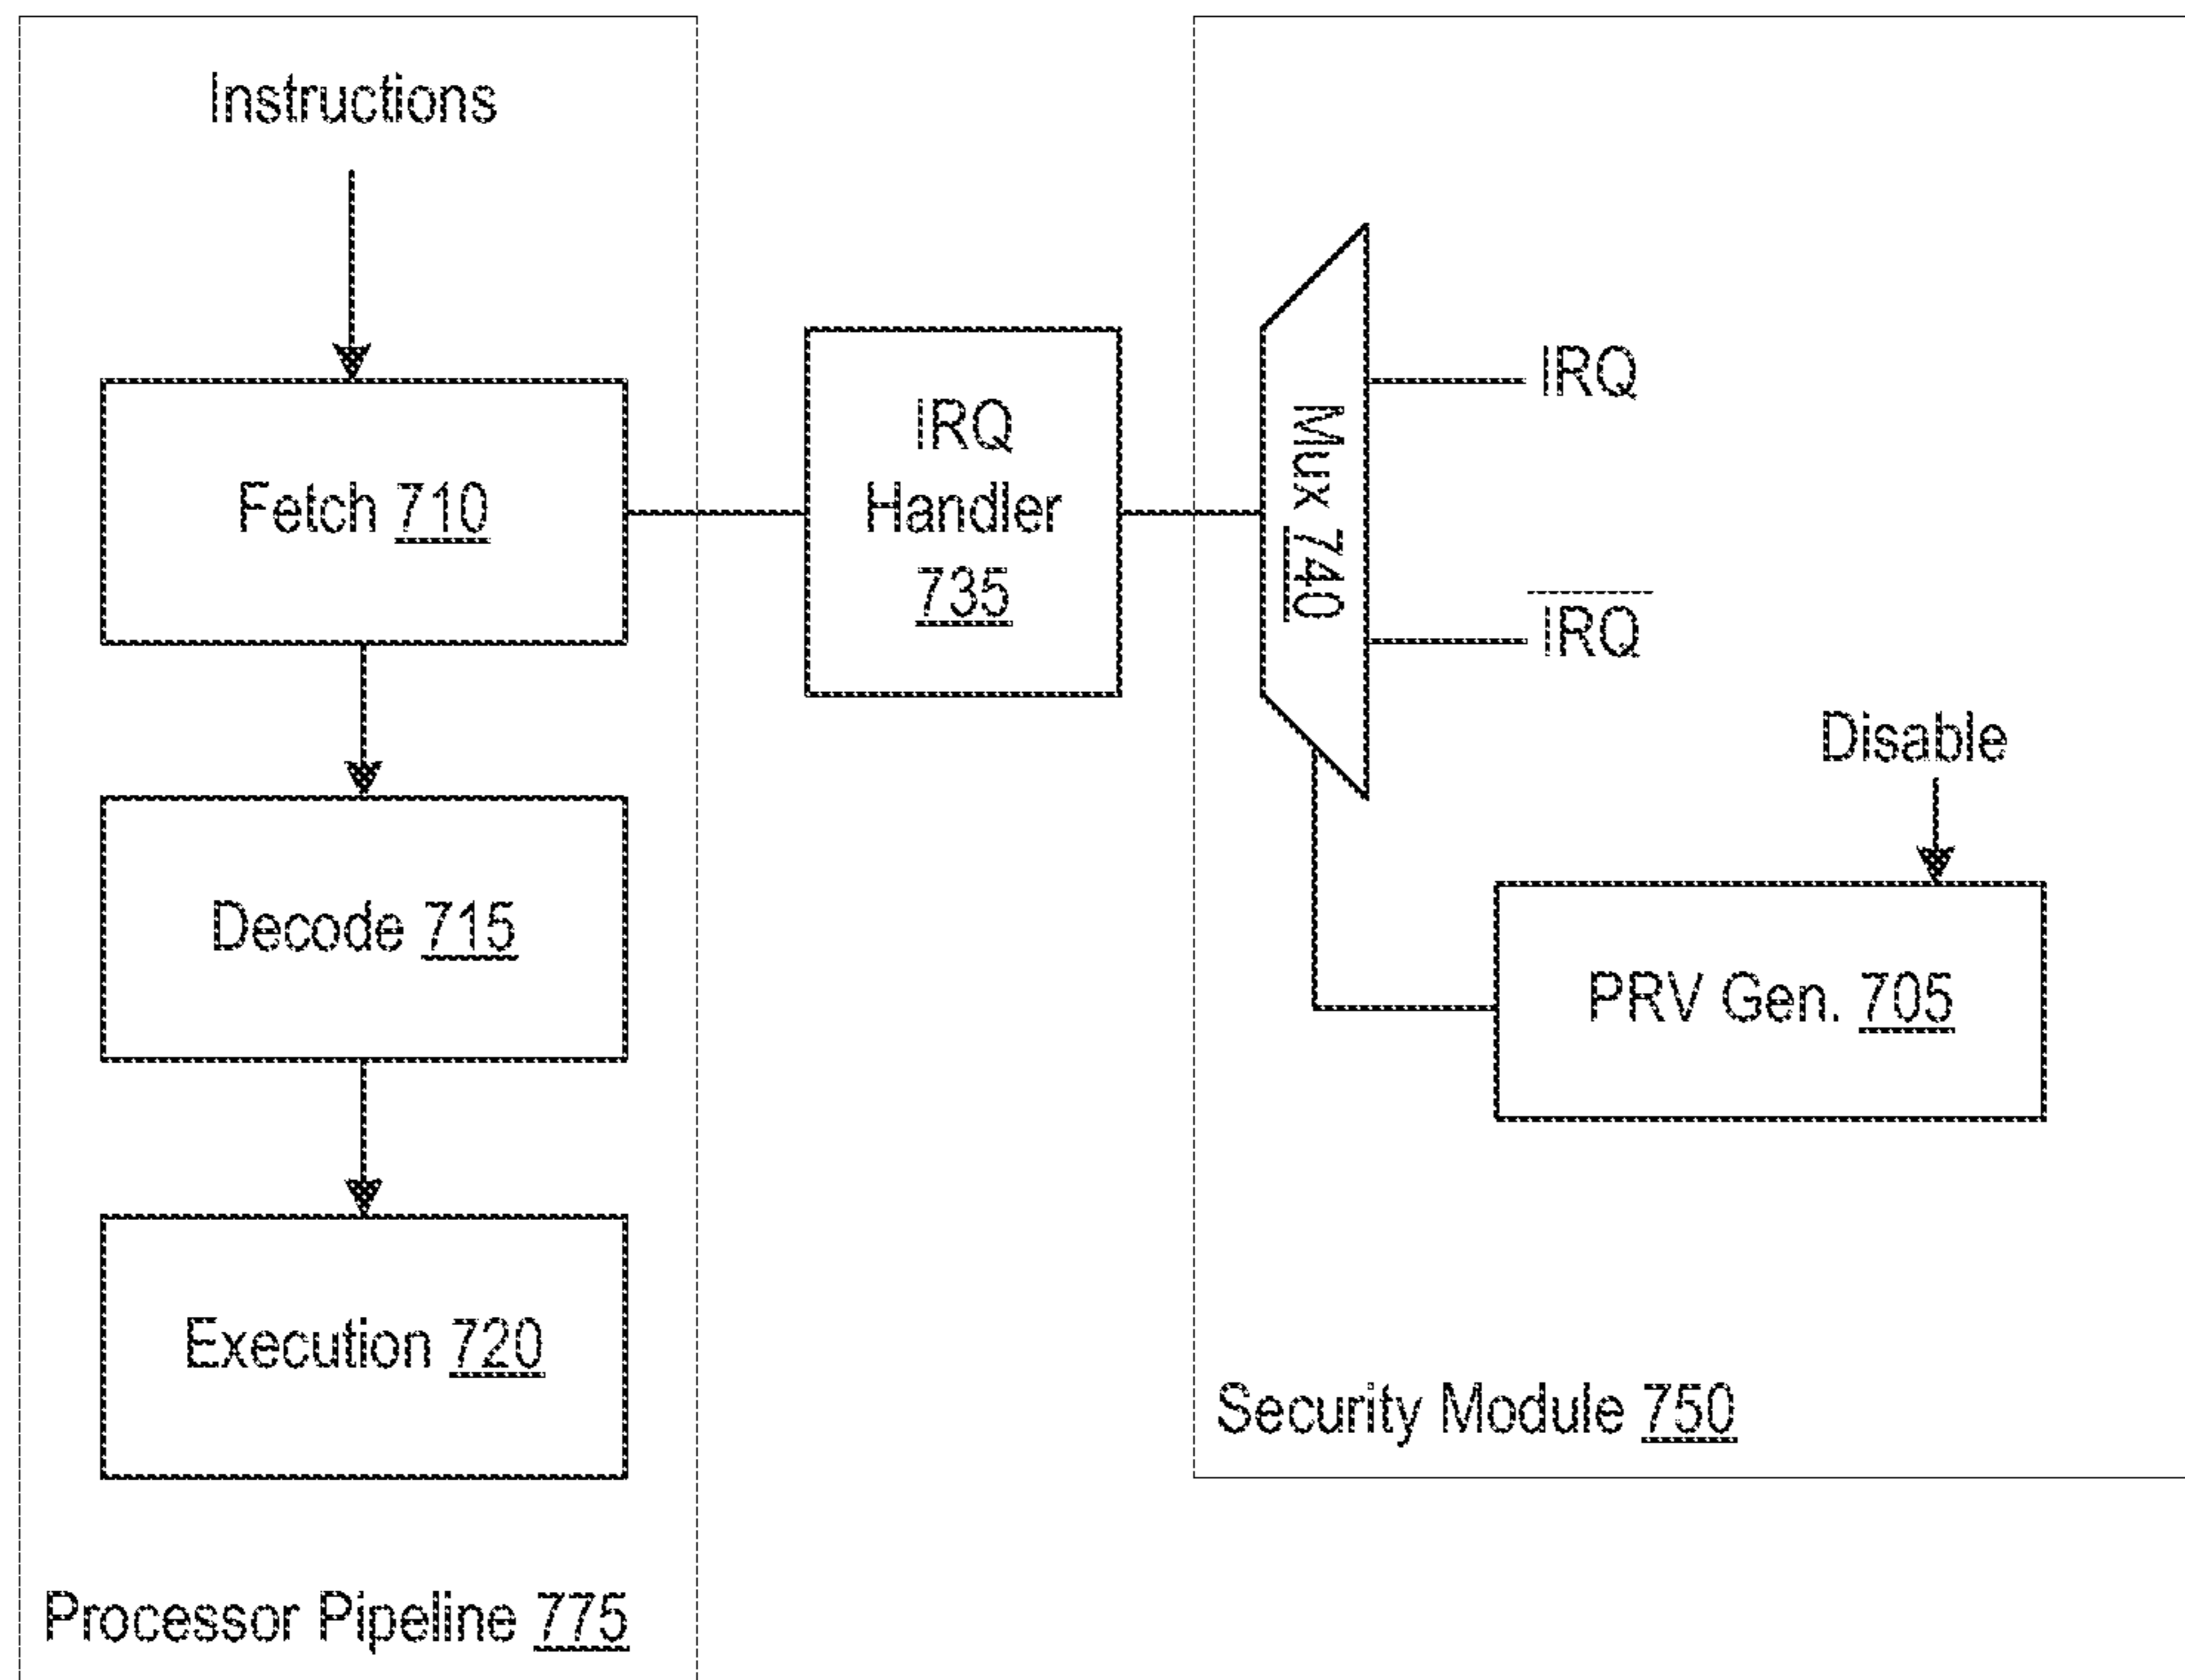 Instructions
Fetch 710
Decode 715
Execution 720
Processor Pipeline 775
IRQ
Handler
735
Mux 740
IRQ
I̅R̅Q̅
Disable
PRV Gen. 705
Security Module 750